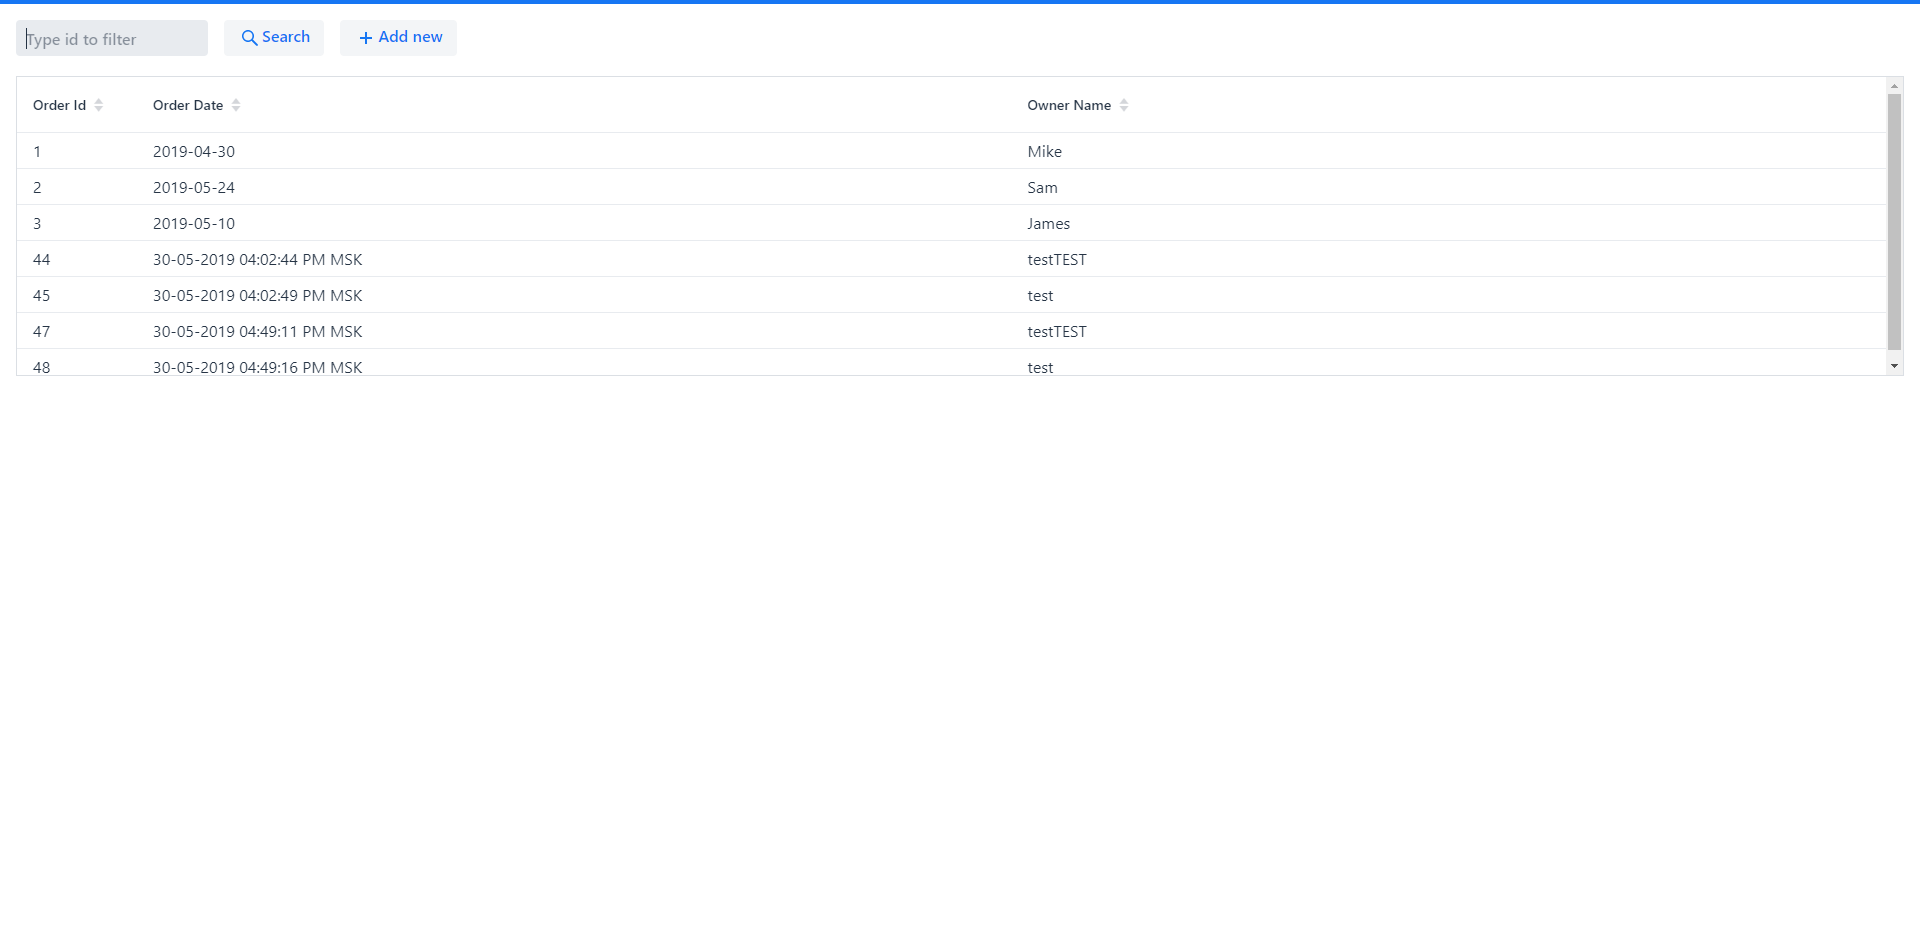 Type id to filter Search Add new
Order Id Order Date Owner Name
1 2019-04-30 Mike
2 2019-05-24 Sam
3 2019-05-10 James
44 30-05-2019 04:02:44 PM MSK testTEST
45 30-05-2019 04:02:49 PM MSK test
47 30-05-2019 04:49:11 PM MSK testTEST
48 30-05-2019 04:49:16 PM MSK test